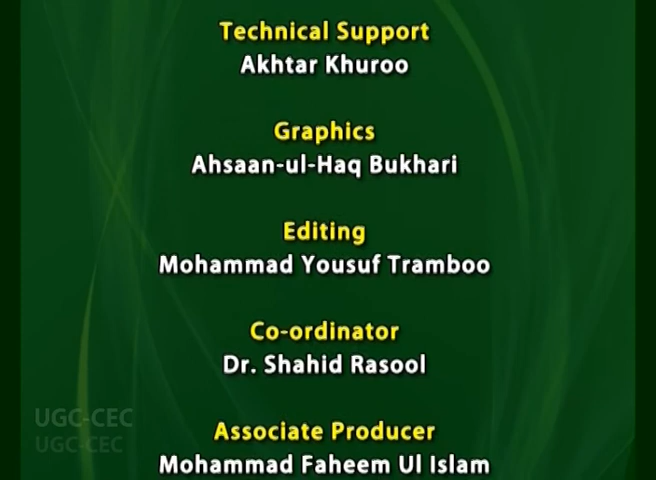 Technical Support
Akhtar Khuroo
Graphics
Ahsaan-ul-Haq Bukhari
Editing
Mohammad Yousuf Tramboo
Co-ordinator
Dr. Shahid Rasool
UGC-CEC
UGC-CEC
Associate Producer
Mohammad Faheem Ul Islam